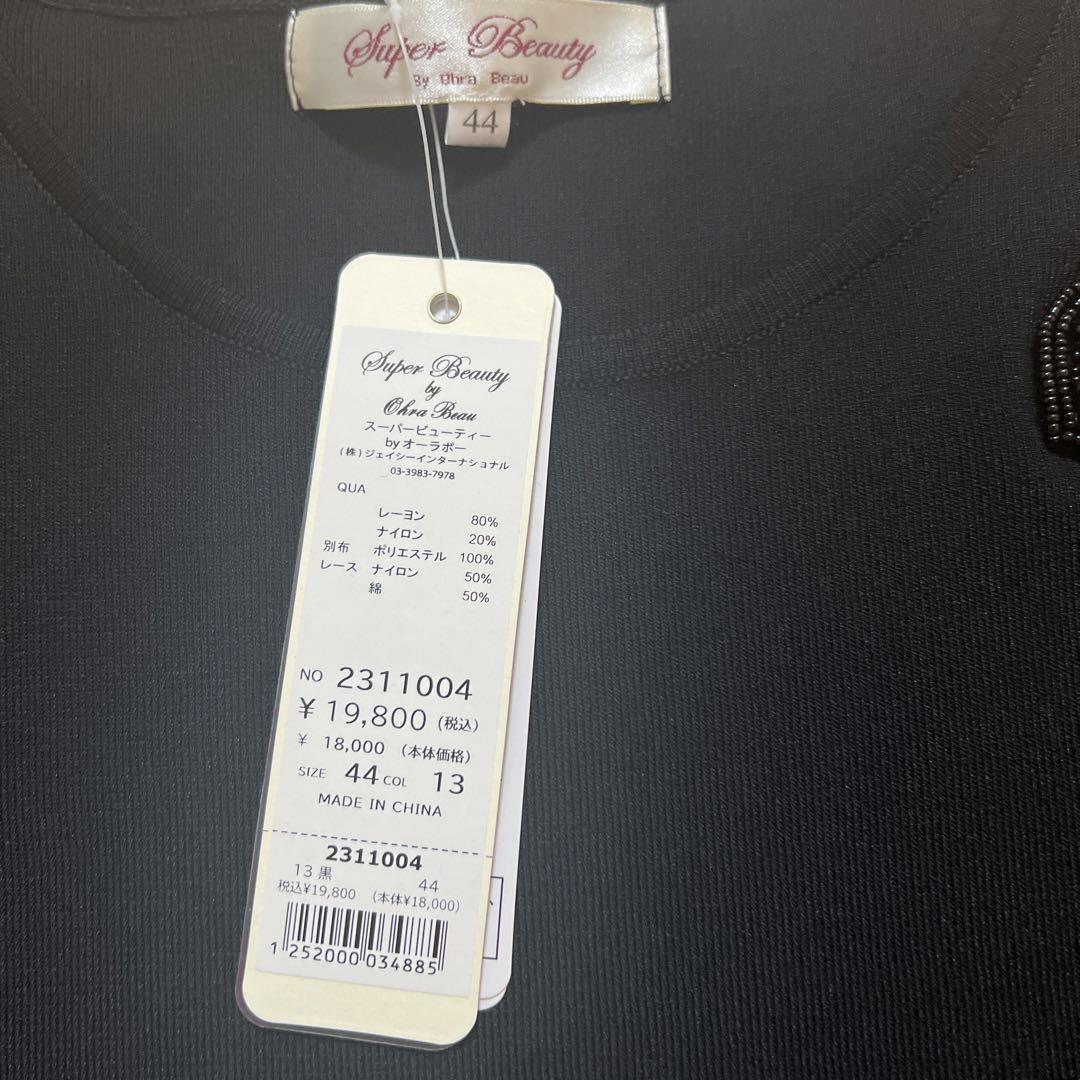 Super Beauty
By Ohra Beau
44
Super Beauty
by
Ohra Beau
スーパービューティー
byオーラボー
(株)ジェイシーインターナショナル
03-3983-7978
QUA
レーヨン 80%
ナイロン 20%
別布 ポリエステル 100%
レース ナイロン 50%
綿 50%
NO 2311004
¥ 19,800 (税込)
¥ 18,000 (本体価格)
SIZE 44 COL 13
MADE IN CHINA
2311004
13 黒 44
税込¥19,800 (本体¥18,000)
1 252000 034885